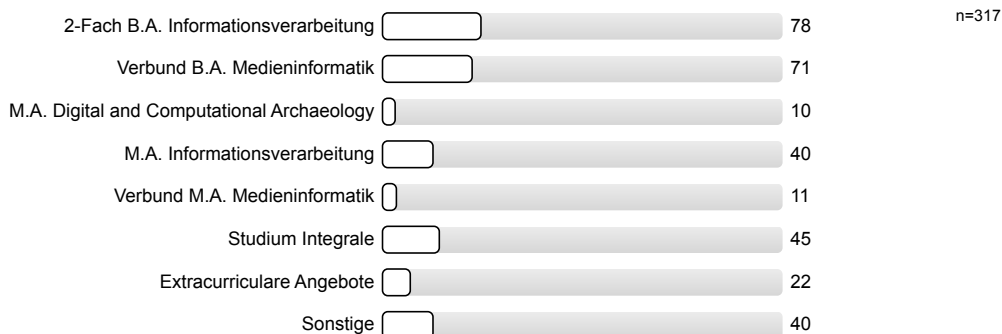 2-Fach B.A. Informationsverarbeitung 78 n=317
Verbund B.A. Medieninformatik 71
M.A. Digital and Computational Archaeology 10
M.A. Informationsverarbeitung 40
Verbund M.A. Medieninformatik 11
Studium Integrale 45
Extracurriculare Angebote 22
Sonstige 40